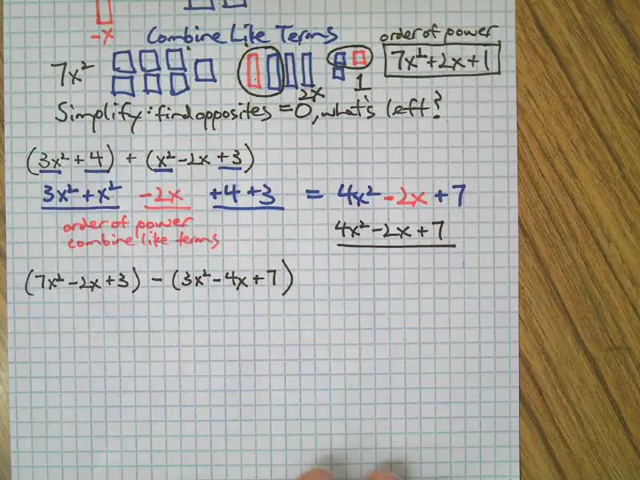 -x
Combine Like Terms
order of power
7x²
7x²+2x+1
2x
1
Simplify: find opposites = 0, what's left?
(3x² + 4) + (x² -2x + 3)
3x² + x² -2x +4 +3 = 4x² -2x +7
order of power
combine like terms
4x² -2x + 7
(7x² -2x +3) - (3x² -4x +7)